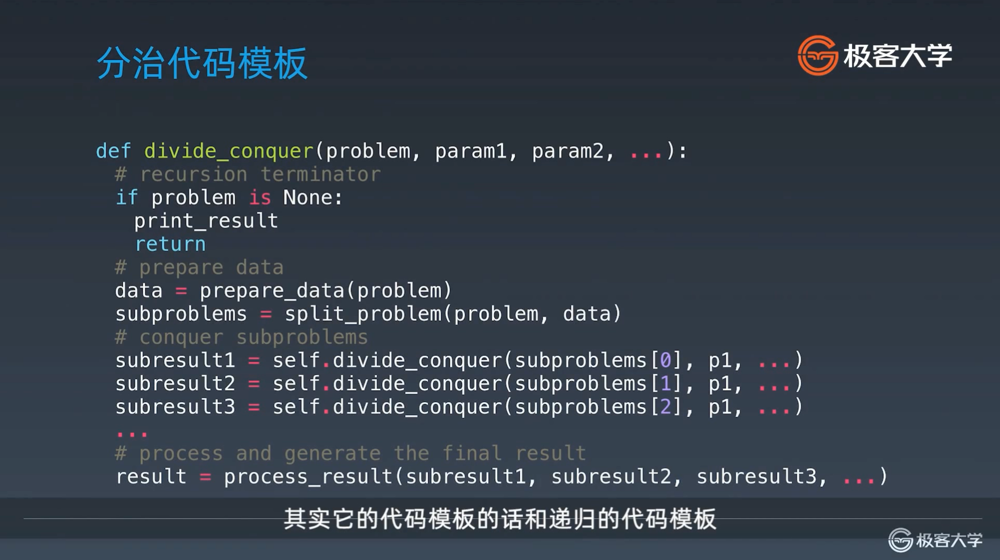 分治代码模板
极客大学
def divide_conquer(problem, param1, param2, ...):
  # recursion terminator
  if problem is None:
    print_result
    return
  # prepare data
  data = prepare_data(problem)
  subproblems = split_problem(problem, data)
  # conquer subproblems
  subresult1 = self.divide_conquer(subproblems[0], p1, ...)
  subresult2 = self.divide_conquer(subproblems[1], p1, ...)
  subresult3 = self.divide_conquer(subproblems[2], p1, ...)
  ...
  # process and generate the final result
  result = process_result(subresult1, subresult2, subresult3, ...)
其实它的代码模板的话和递归的代码模板
极客大学